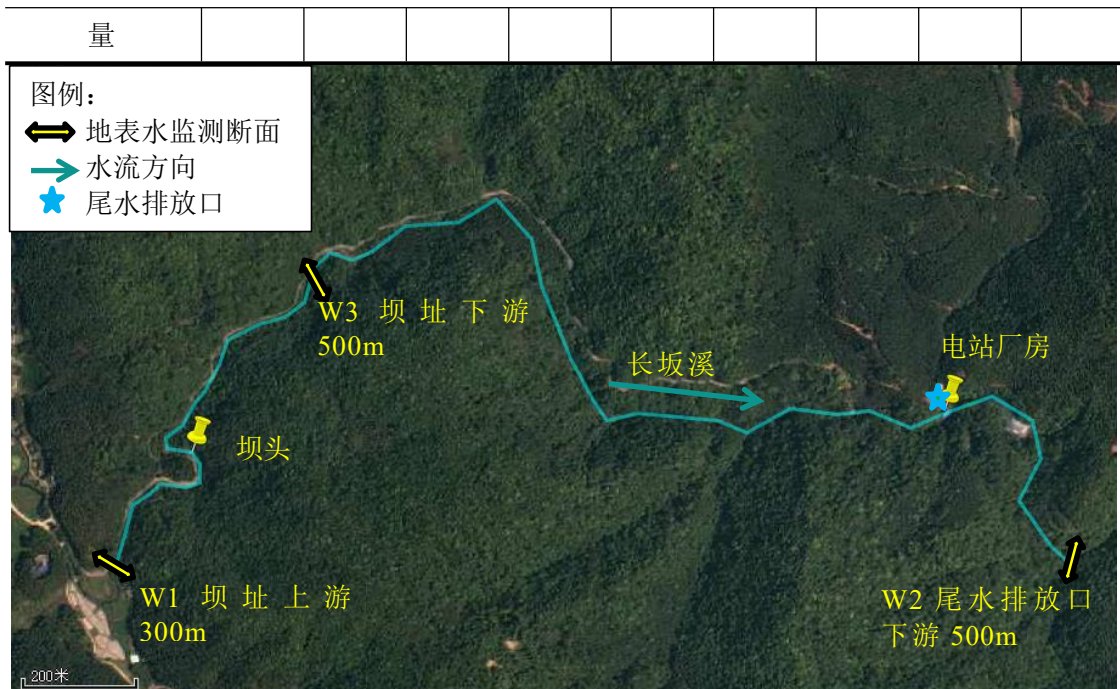 量
图例：
地表水监测断面
水流方向
尾水排放口
W3 坝址下游
500m
长坂溪
电站厂房
坝头
W1 坝址上游
300m
W2 尾水排放口
下游 500m
200米